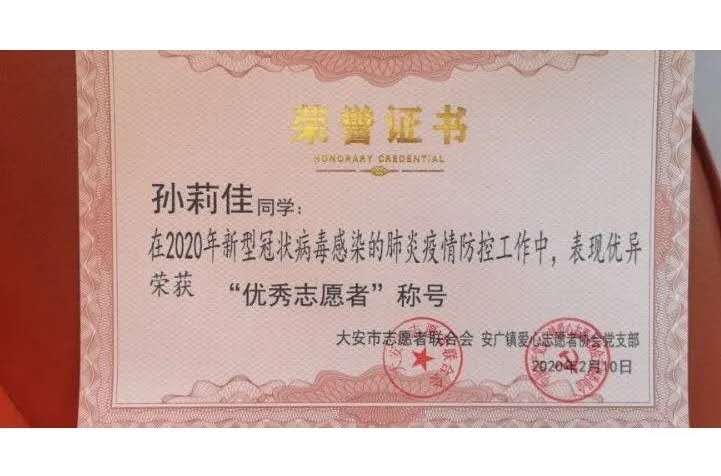 荣誉证书
HONORARY CREDENTIAL
孙莉佳同学：
在2020年新型冠状病毒感染的肺炎疫情防控工作中，表现优异
荣获 “优秀志愿者”称号
大安市志愿者联合会 安广镇爱心志愿者协会党支部
2020年2月10日